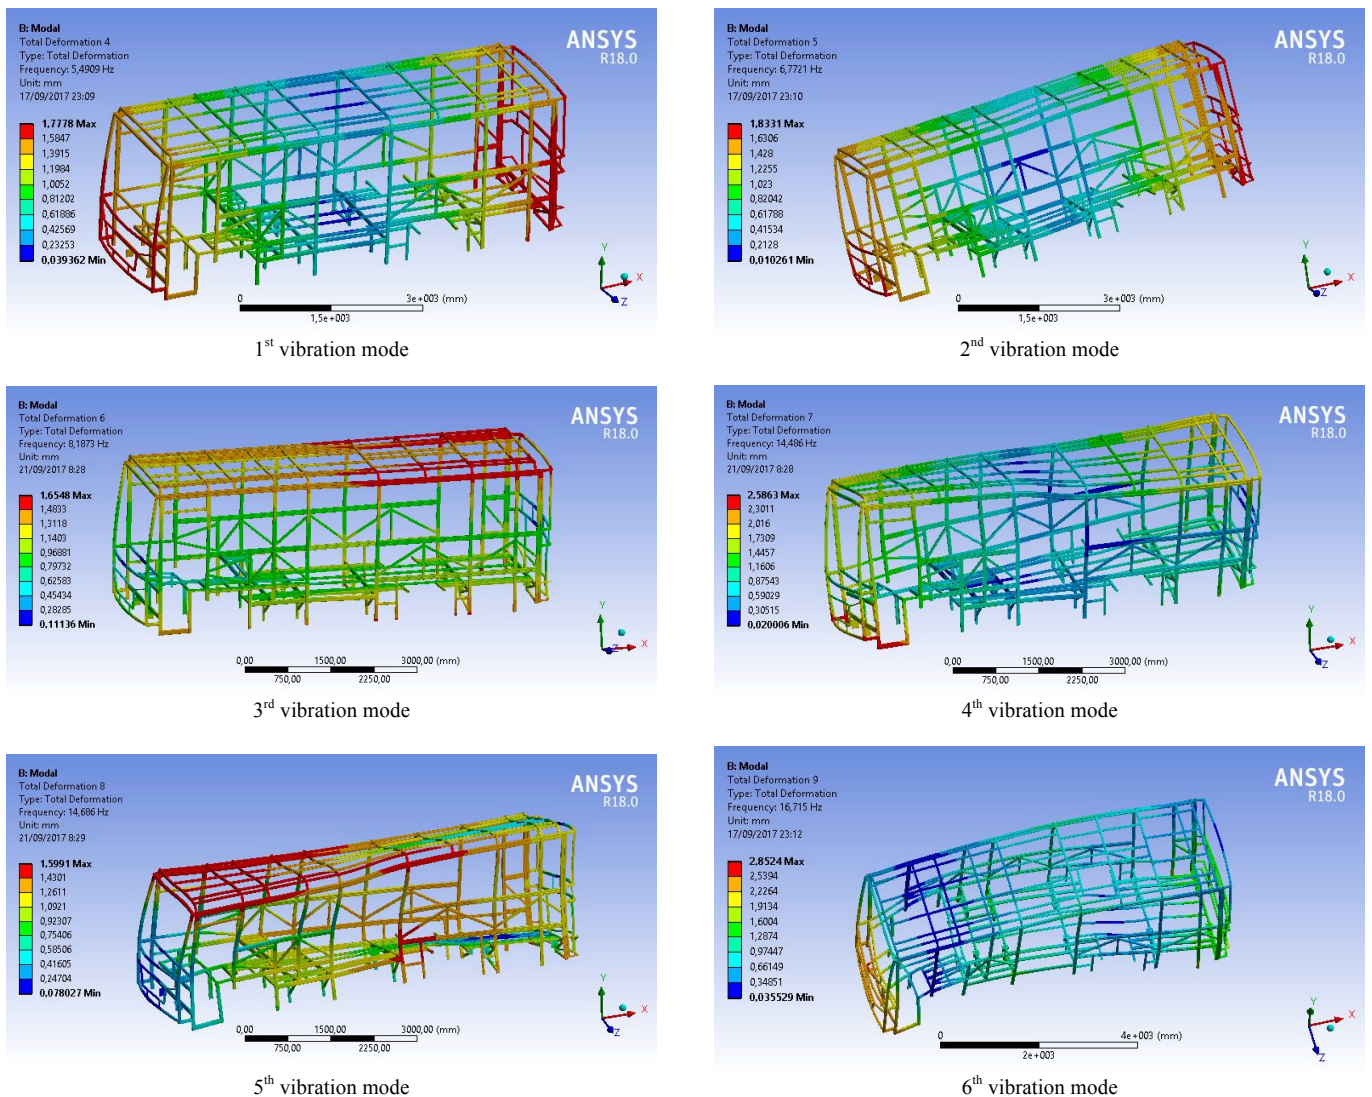 B: Modal
Total Deformation 4
Type: Total Deformation
Frequency: 5,4909 Hz
Unit: mm
17/09/2017 23:09
1,7778 Max
1,5847
1,3915
1,1984
1,0052
0,81202
0,61886
0,42569
0,23253
0,039362 Min
ANSYS
R18.0
Y
X
Z
0
3e+003 (mm)
1,5e+003
1st vibration mode
B: Modal
Total Deformation 5
Type: Total Deformation
Frequency: 6,7721 Hz
Unit: mm
17/09/2017 23:10
1,8331 Max
1,6306
1,428
1,2255
1,023
0,82042
0,61788
0,41534
0,2128
0,010261 Min
ANSYS
R18.0
Y
X
Z
0
3e+003 (mm)
1,5e+003
2nd vibration mode
B: Modal
Total Deformation 6
Type: Total Deformation
Frequency: 8,1873 Hz
Unit: mm
21/09/2017 8:28
1,6548 Max
1,4833
1,3118
1,1403
0,96881
0,79732
0,62583
0,45434
0,28285
0,11136 Min
ANSYS
R18.0
Y
X
Z
0,00
1500,00
3000,00 (mm)
750,00
2250,00
3rd vibration mode
B: Modal
Total Deformation 7
Type: Total Deformation
Frequency: 14,486 Hz
Unit: mm
21/09/2017 8:28
2,5863 Max
2,3011
2,016
1,7309
1,4457
1,1606
0,87543
0,59029
0,30515
0,020006 Min
ANSYS
R18.0
Y
X
Z
0,00
1500,00
3000,00 (mm)
750,00
2250,00
4th vibration mode
B: Modal
Total Deformation 8
Type: Total Deformation
Frequency: 14,686 Hz
Unit: mm
21/09/2017 8:29
1,5991 Max
1,4301
1,2611
1,0921
0,92307
0,75406
0,58506
0,41605
0,24704
0,078027 Min
ANSYS
R18.0
Y
X
Z
0,00
1500,00
3000,00 (mm)
750,00
2250,00
5th vibration mode
B: Modal
Total Deformation 9
Type: Total Deformation
Frequency: 16,715 Hz
Unit: mm
17/09/2017 23:12
2,8524 Max
2,5394
2,2264
1,9134
1,6004
1,2874
0,97447
0,66149
0,34851
0,035529 Min
ANSYS
R18.0
Y
X
Z
0
4e+003 (mm)
2e+003
6th vibration mode